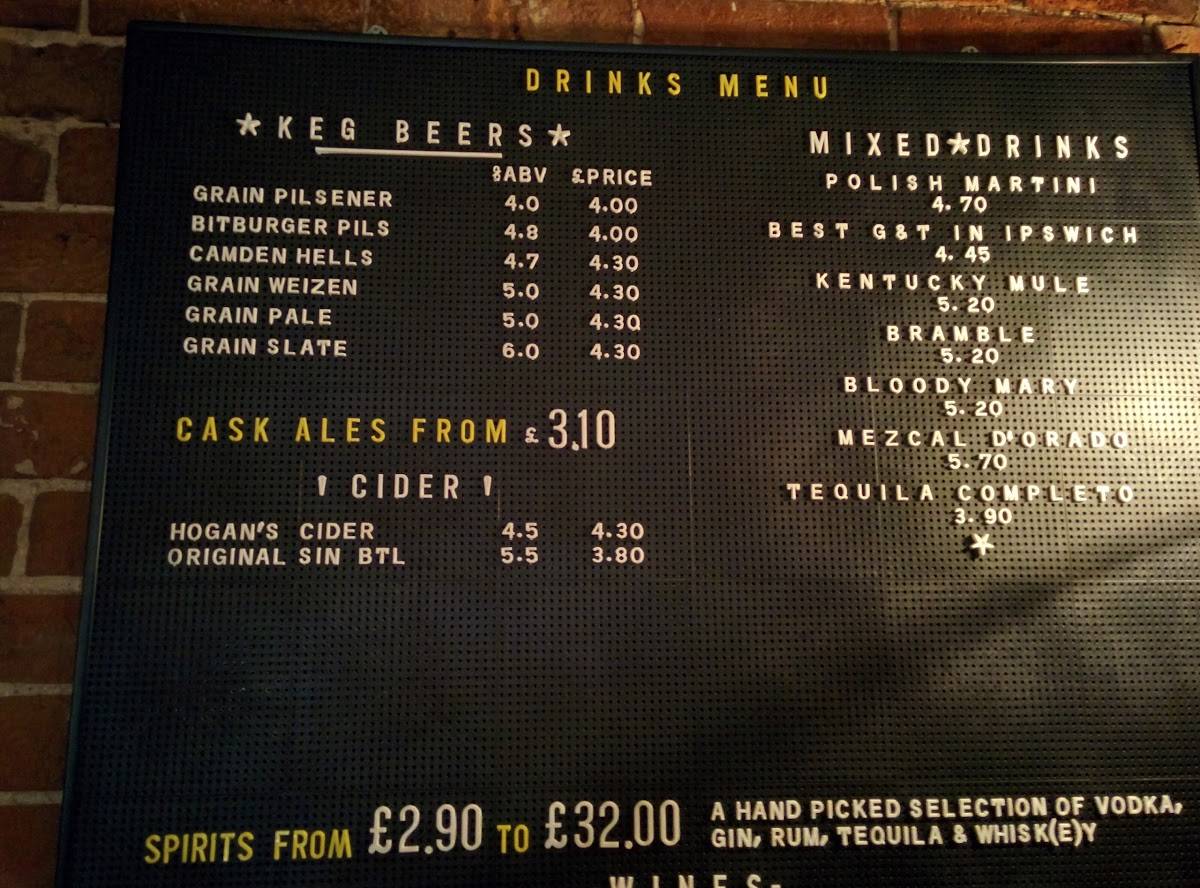 DRINKS MENU
★KEG BEERS★
%ABV £PRICE
GRAIN PILSENER 4.0 4.00
BITBURGER PILS 4.8 4.00
CAMDEN HELLS 4.7 4.30
GRAIN WEIZEN 5.0 4.30
GRAIN PALE 5.0 4.30
GRAIN SLATE 6.0 4.30
CASK ALES FROM £3.10
! CIDER !
HOGAN'S CIDER 4.5 4.30
ORIGINAL SIN BTL 5.5 3.80
MIXED★DRINKS
POLISH MARTINI
4.70
BEST G&T IN IPSWICH
4.45
KENTUCKY MULE
5.20
BRAMBLE
5.20
BLOODY MARY
5.20
MEZCAL D'ORADO
5.70
TEQUILA COMPLETO
3.90
★
SPIRITS FROM £2.90 TO £32.00
A HAND PICKED SELECTION OF VODKA,
GIN, RUM, TEQUILA & WHISK(E)Y
WINES-